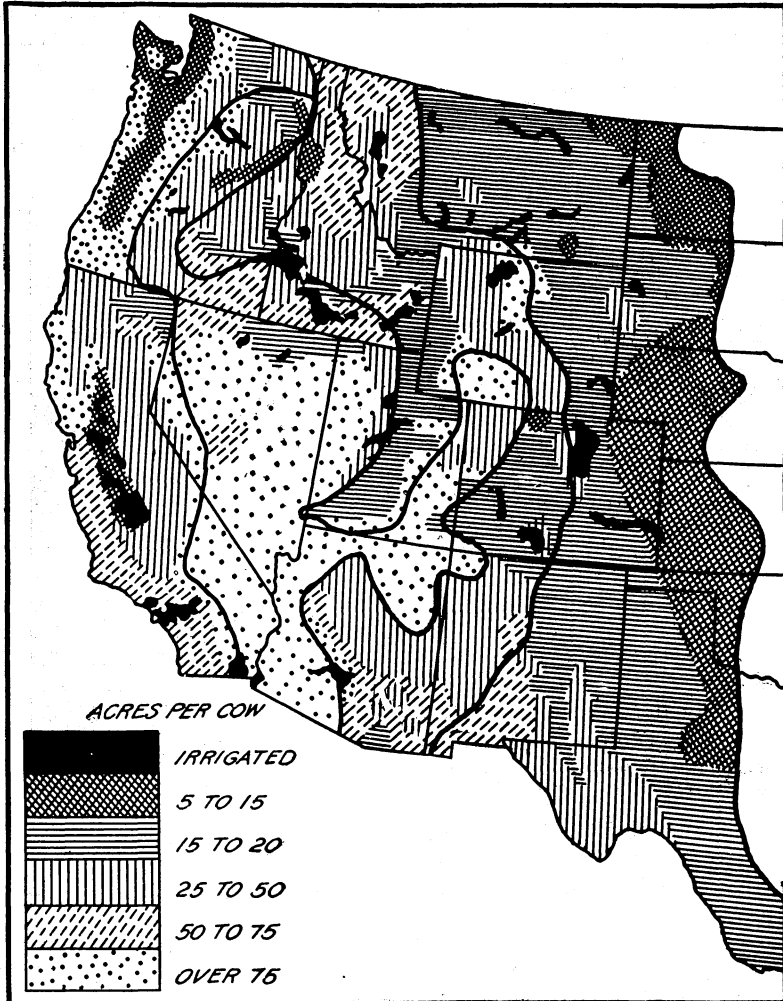 ACRES PER COW
IRRIGATED
5 TO 15
15 TO 20
25 TO 50
50 TO 75
OVER 75